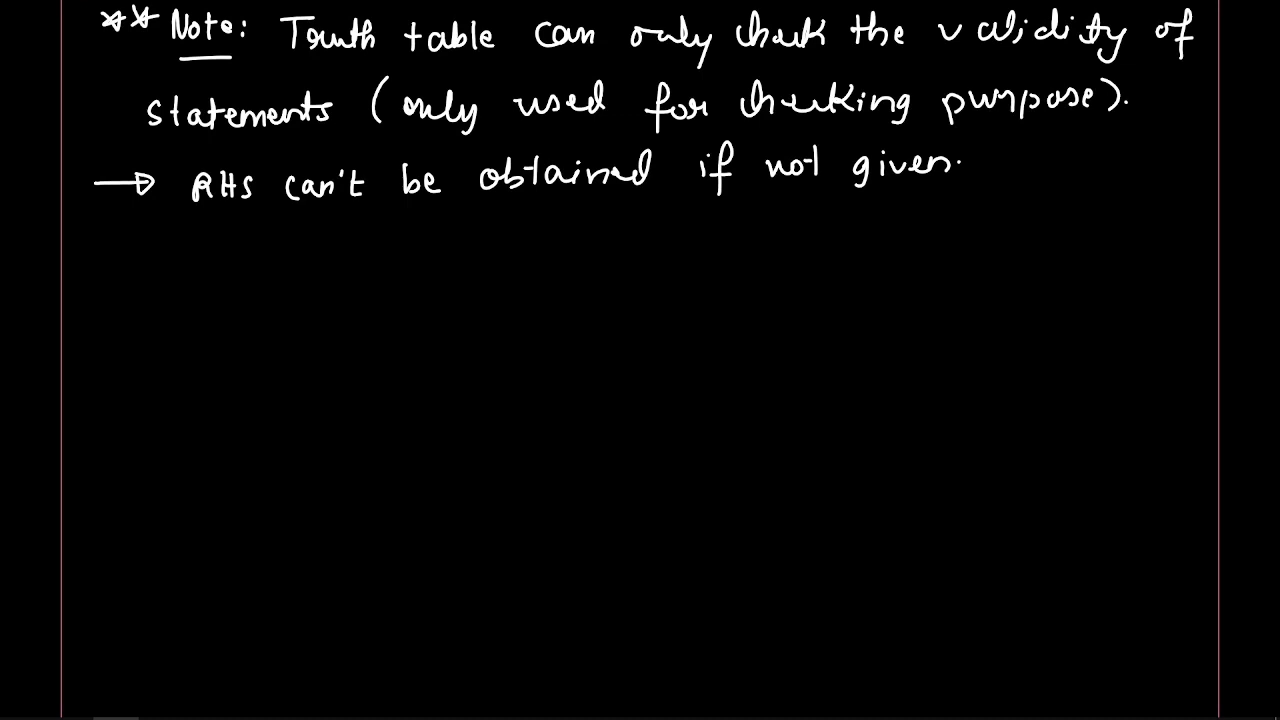 ** Note: Truth table can only check the validity of
statements (only used for checking purpose).
→ RHS can't be obtained if not given.